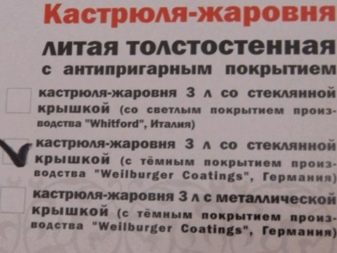 Кастрюля-жаровня
литая толстостенная
с антипригарным покрытием
кастрюля-жаровня 3 л со стеклянной
крышкой (со светлым покрытием произ-
водства "Whitford", Италия)
кастрюля-жаровня 3 л со стеклянной
крышкой (с тёмным покрытием произ-
водства "Weilburger Coatings", Германия)
кастрюля-жаровня 3 л с металлической
крышкой (с тёмным покрытием произ-
водства "Weilburger Coatings", Германия)